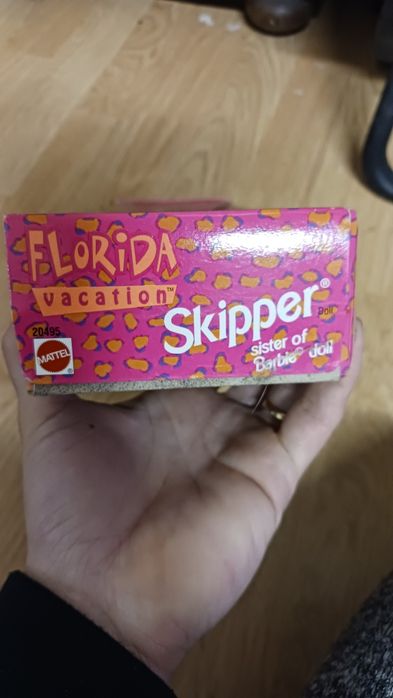 FLORiDA
vacation™
20495
MATTEL
Skipper® Doll
sister of
Barbie® doll